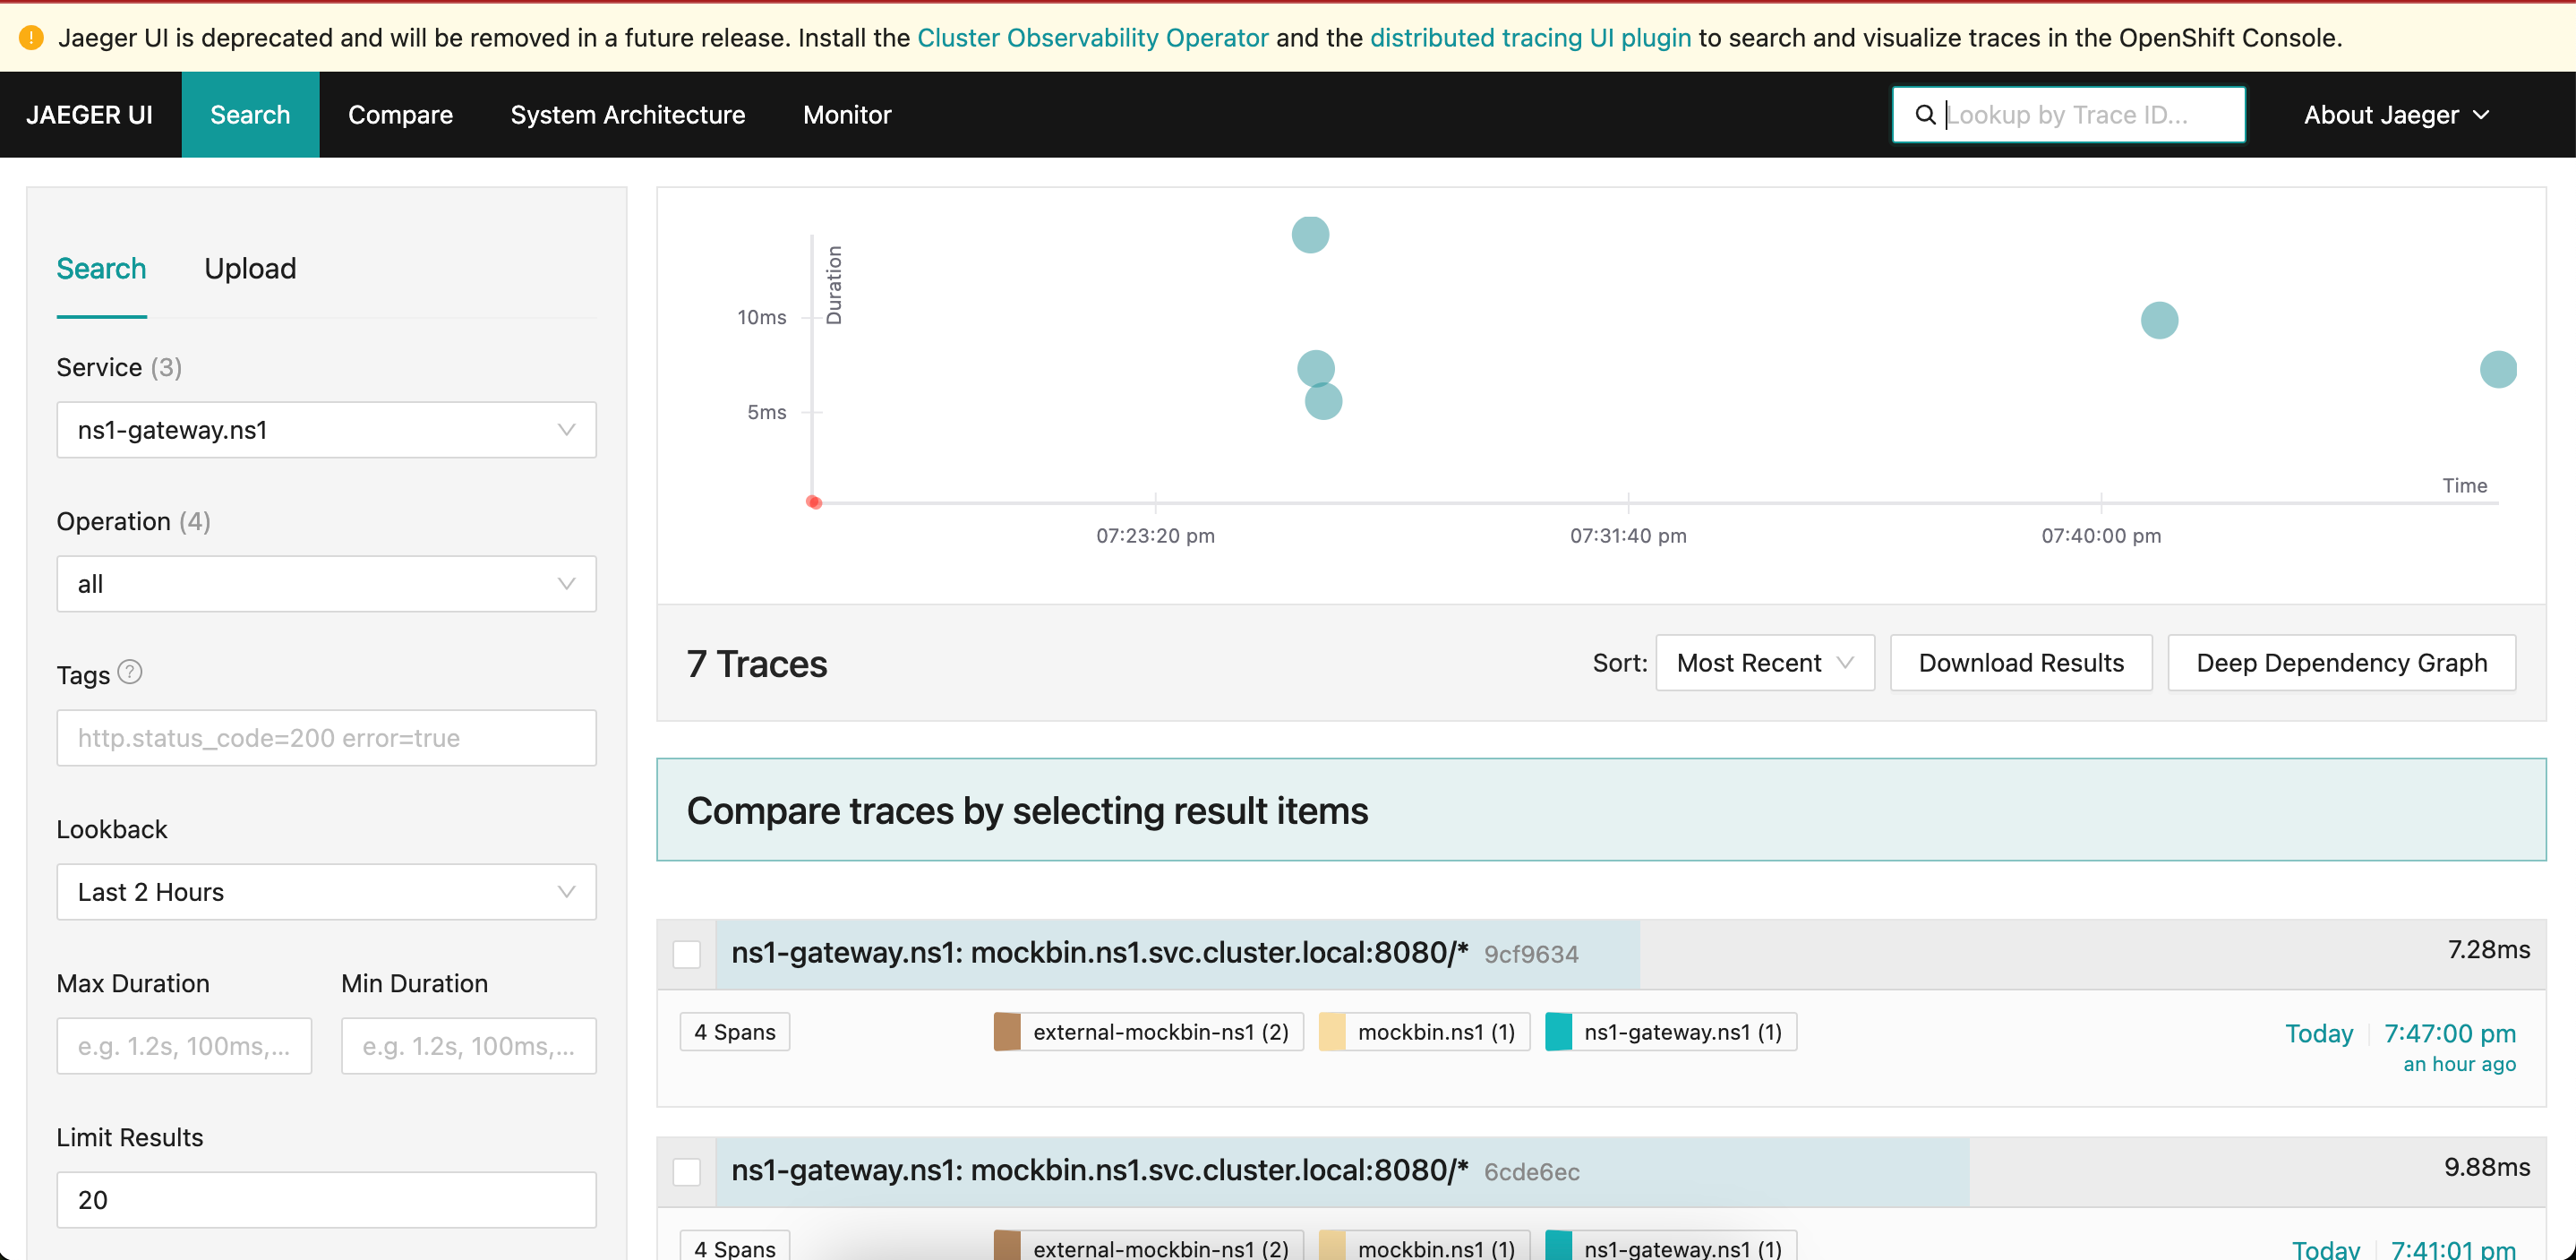 Jaeger UI is deprecated and will be removed in a future release. Install the Cluster Observability Operator and the distributed tracing UI plugin to search and visualize traces in the OpenShift Console.
JAEGER UI Search Compare System Architecture Monitor Lookup by Trace ID... About Jaeger
Search Upload
Service (3)
ns1-gateway.ns1
Operation (4)
all
Tags ?
http.status_code=200 error=true
Lookback
Last 2 Hours
Max Duration Min Duration
e.g. 1.2s, 100ms,... e.g. 1.2s, 100ms,...
Limit Results
20
Duration
10ms
5ms
Time
07:23:20 pm 07:31:40 pm 07:40:00 pm
7 Traces Sort: Most Recent Download Results Deep Dependency Graph
Compare traces by selecting result items
ns1-gateway.ns1: mockbin.ns1.svc.cluster.local:8080/* 9cf9634 7.28ms
4 Spans external-mockbin-ns1 (2) mockbin.ns1 (1) ns1-gateway.ns1 (1) Today 7:47:00 pm
an hour ago
ns1-gateway.ns1: mockbin.ns1.svc.cluster.local:8080/* 6cde6ec 9.88ms
4 Spans external-mockbin-ns1 (2) mockbin.ns1 (1) ns1-gateway.ns1 (1) Today 7:41:01 pm